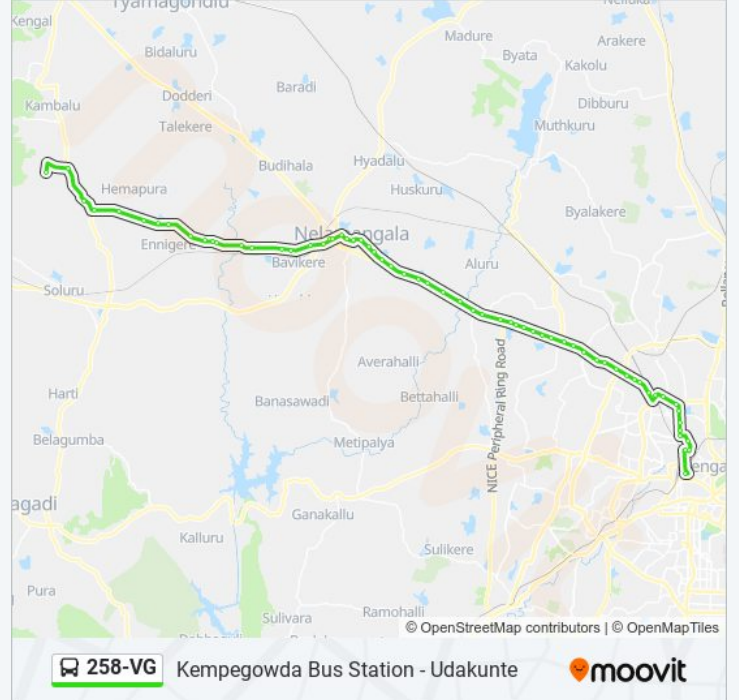 Tyamagondlu
Nelluka
Kengal
Madure
Arakere
Bidaluru
Byata
Kakolu
Baradi
Dodderi
Dibburu
Kambalu
Talekere
Muthkuru
Budihala
Hyadalu
Hemapura
Huskuru
Byalakere
Nelamangala
Ennigere
Bavikere
Aluru
Soluru
NICE Peripheral Ring Road
Averahalli
Harti
Banasawadi
Bettahalli
Belagumba
Metipalya
enga
agadi
Ganakallu
Kalluru
Sulikere
Pura
Sulivara
Ramohalli
© OpenStreetMap contributors | © OpenMapTiles
258-VG Kempegowda Bus Station - Udakunte
moovit